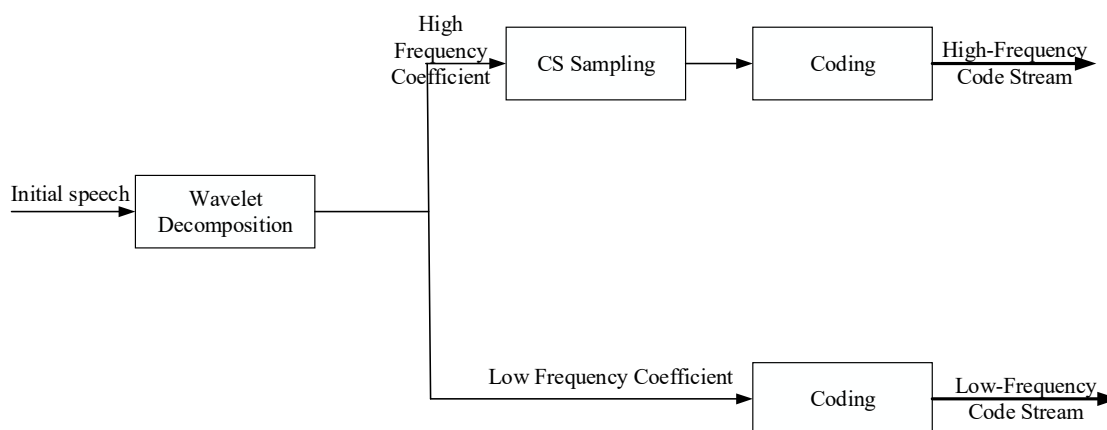 High
Frequency
Coefficient
CS Sampling
Coding
High-Frequency
Code Stream
Initial speech
Wavelet
Decomposition
Low Frequency Coefficient
Coding
Low-Frequency
Code Stream